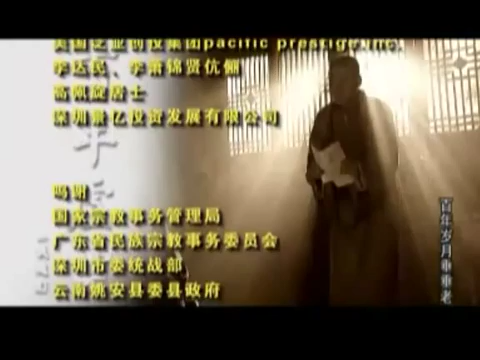 美国泛亚创投集团pacific prestige.inc.
李达民、李萧锦贤伉俪
高佩璇居士
深圳景亿投资发展有限公司
鸣谢
国家宗教事务管理局
广东省民族宗教事务委员会
深圳市委统战部
云南姚安县委县政府
百年岁月垂垂老